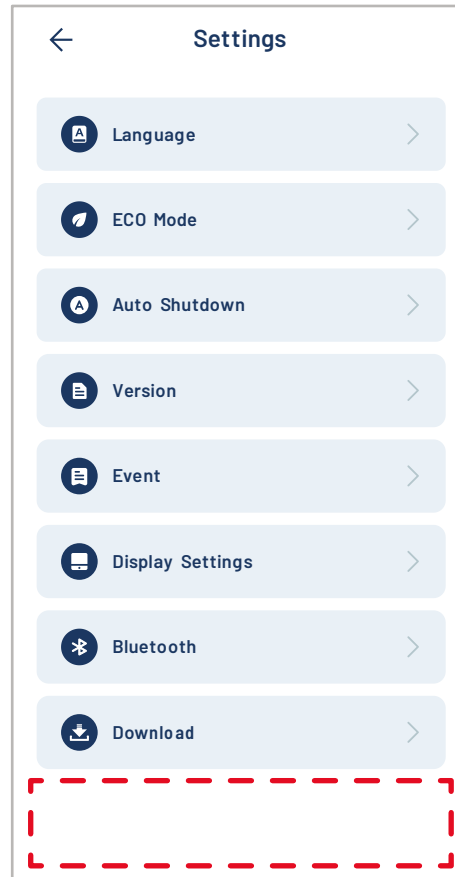 Settings
Language
ECO Mode
Auto Shutdown
Version
Event
Display Settings
Bluetooth
Download